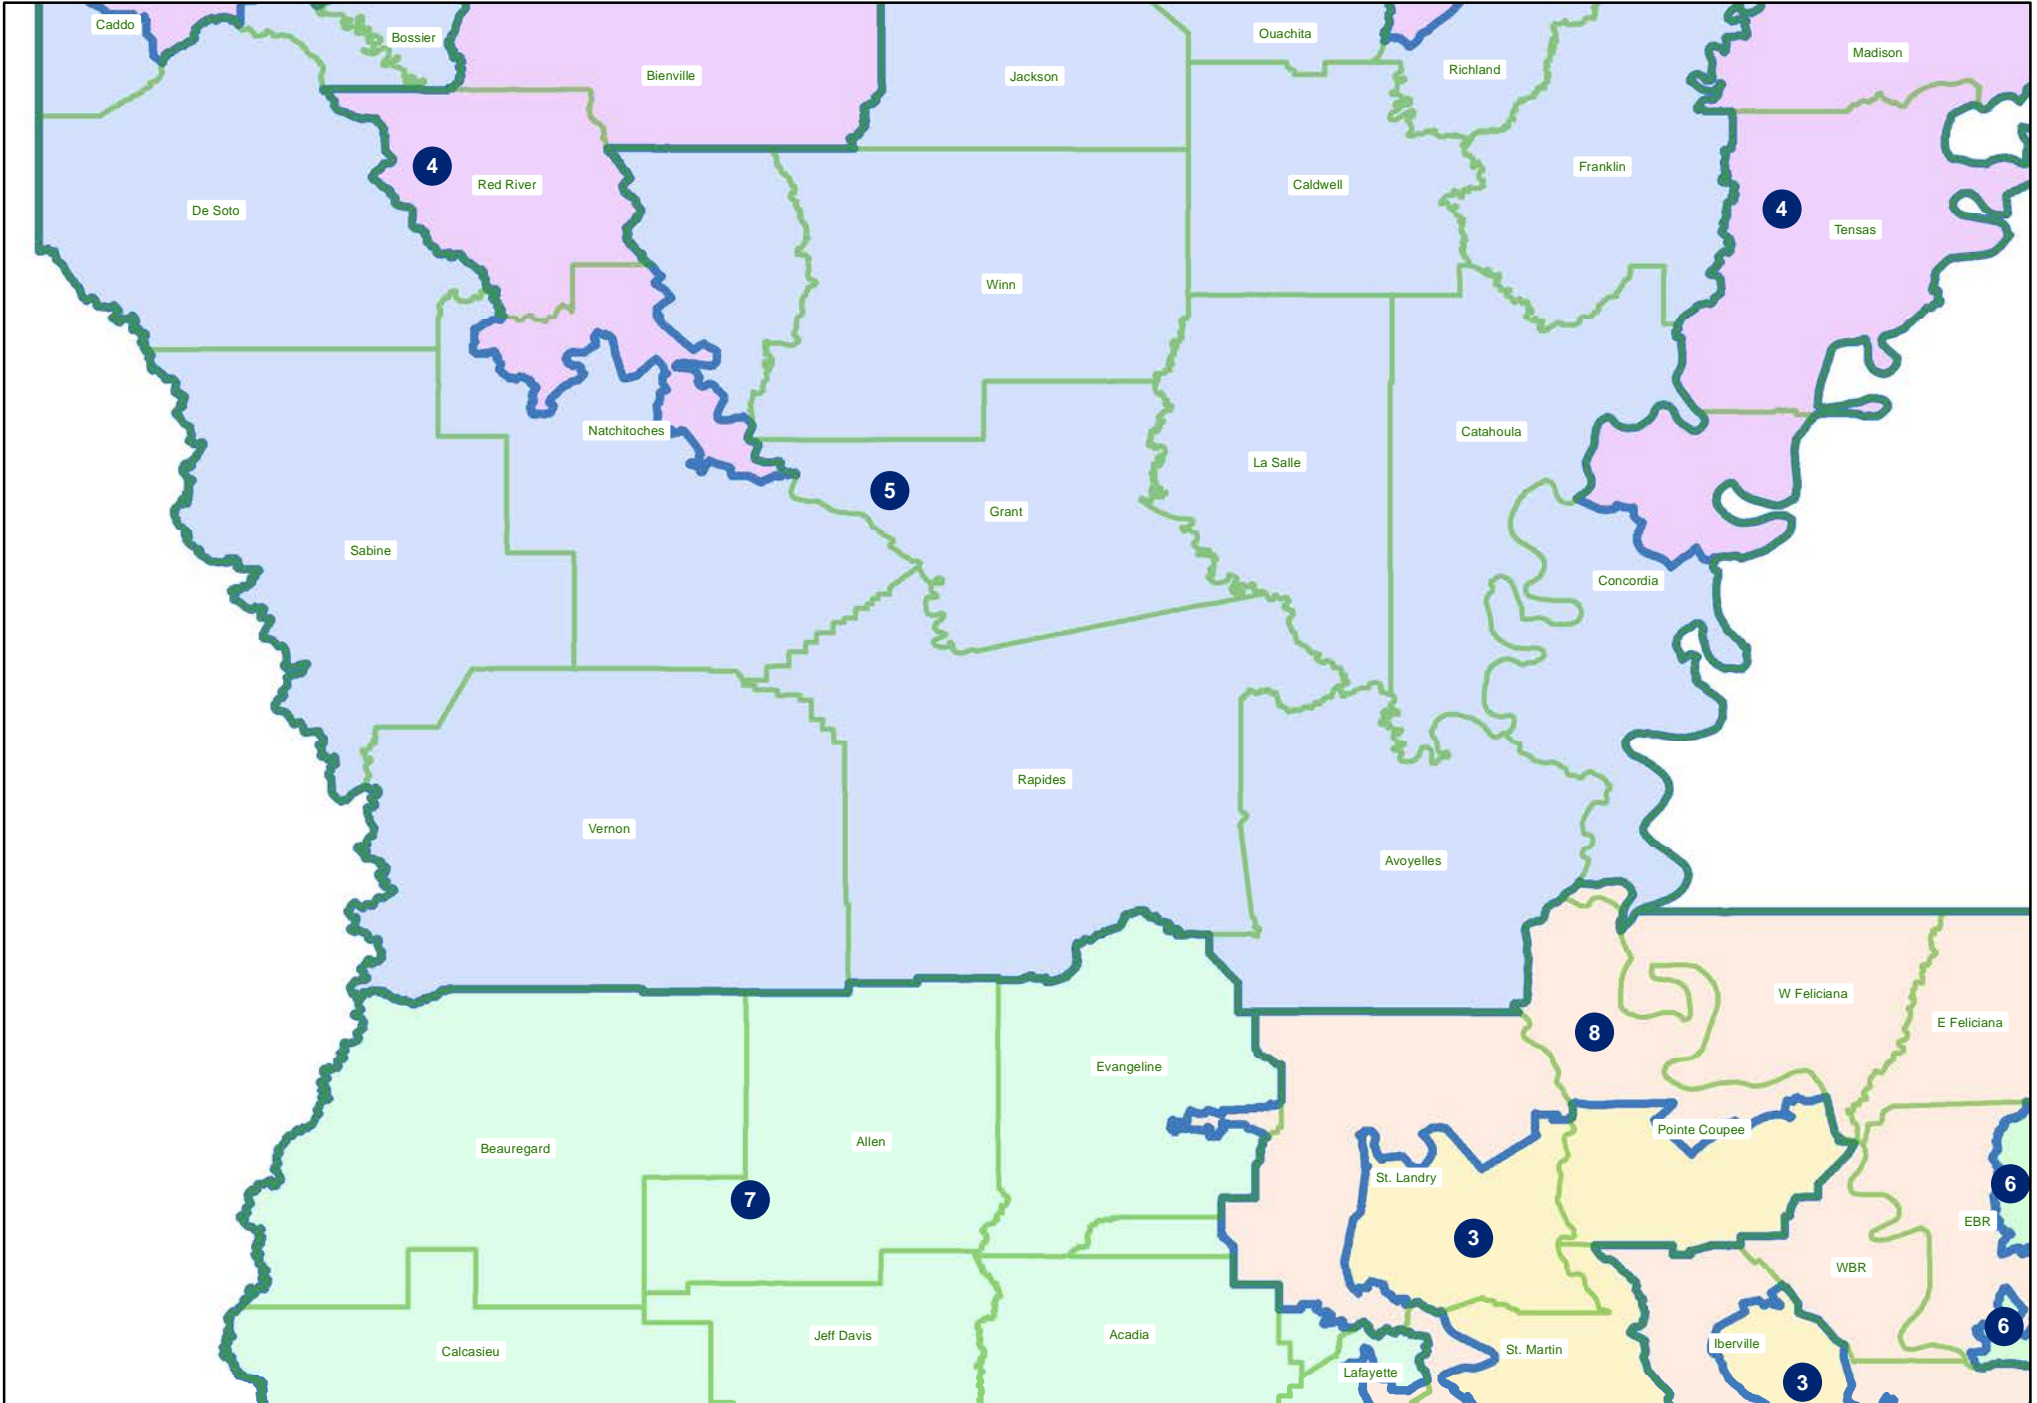 Caddo
Bossier
Ouachita
Madison
Richland
Bienville
Jackson
4
Red River
Franklin
Caldwell
De Soto
4
Tensas
Winn
Natchitoches
Catahoula
La Salle
5
Grant
Sabine
Concordia
Rapides
Vernon
Avoyelles
W Feliciana
E Feliciana
8
Evangeline
Pointe Coupee
Allen
Beauregard
St. Landry
6
7
EBR
3
WBR
6
Jeff Davis
Acadia
Iberville
St. Martin
Calcasieu
Lafayette
3